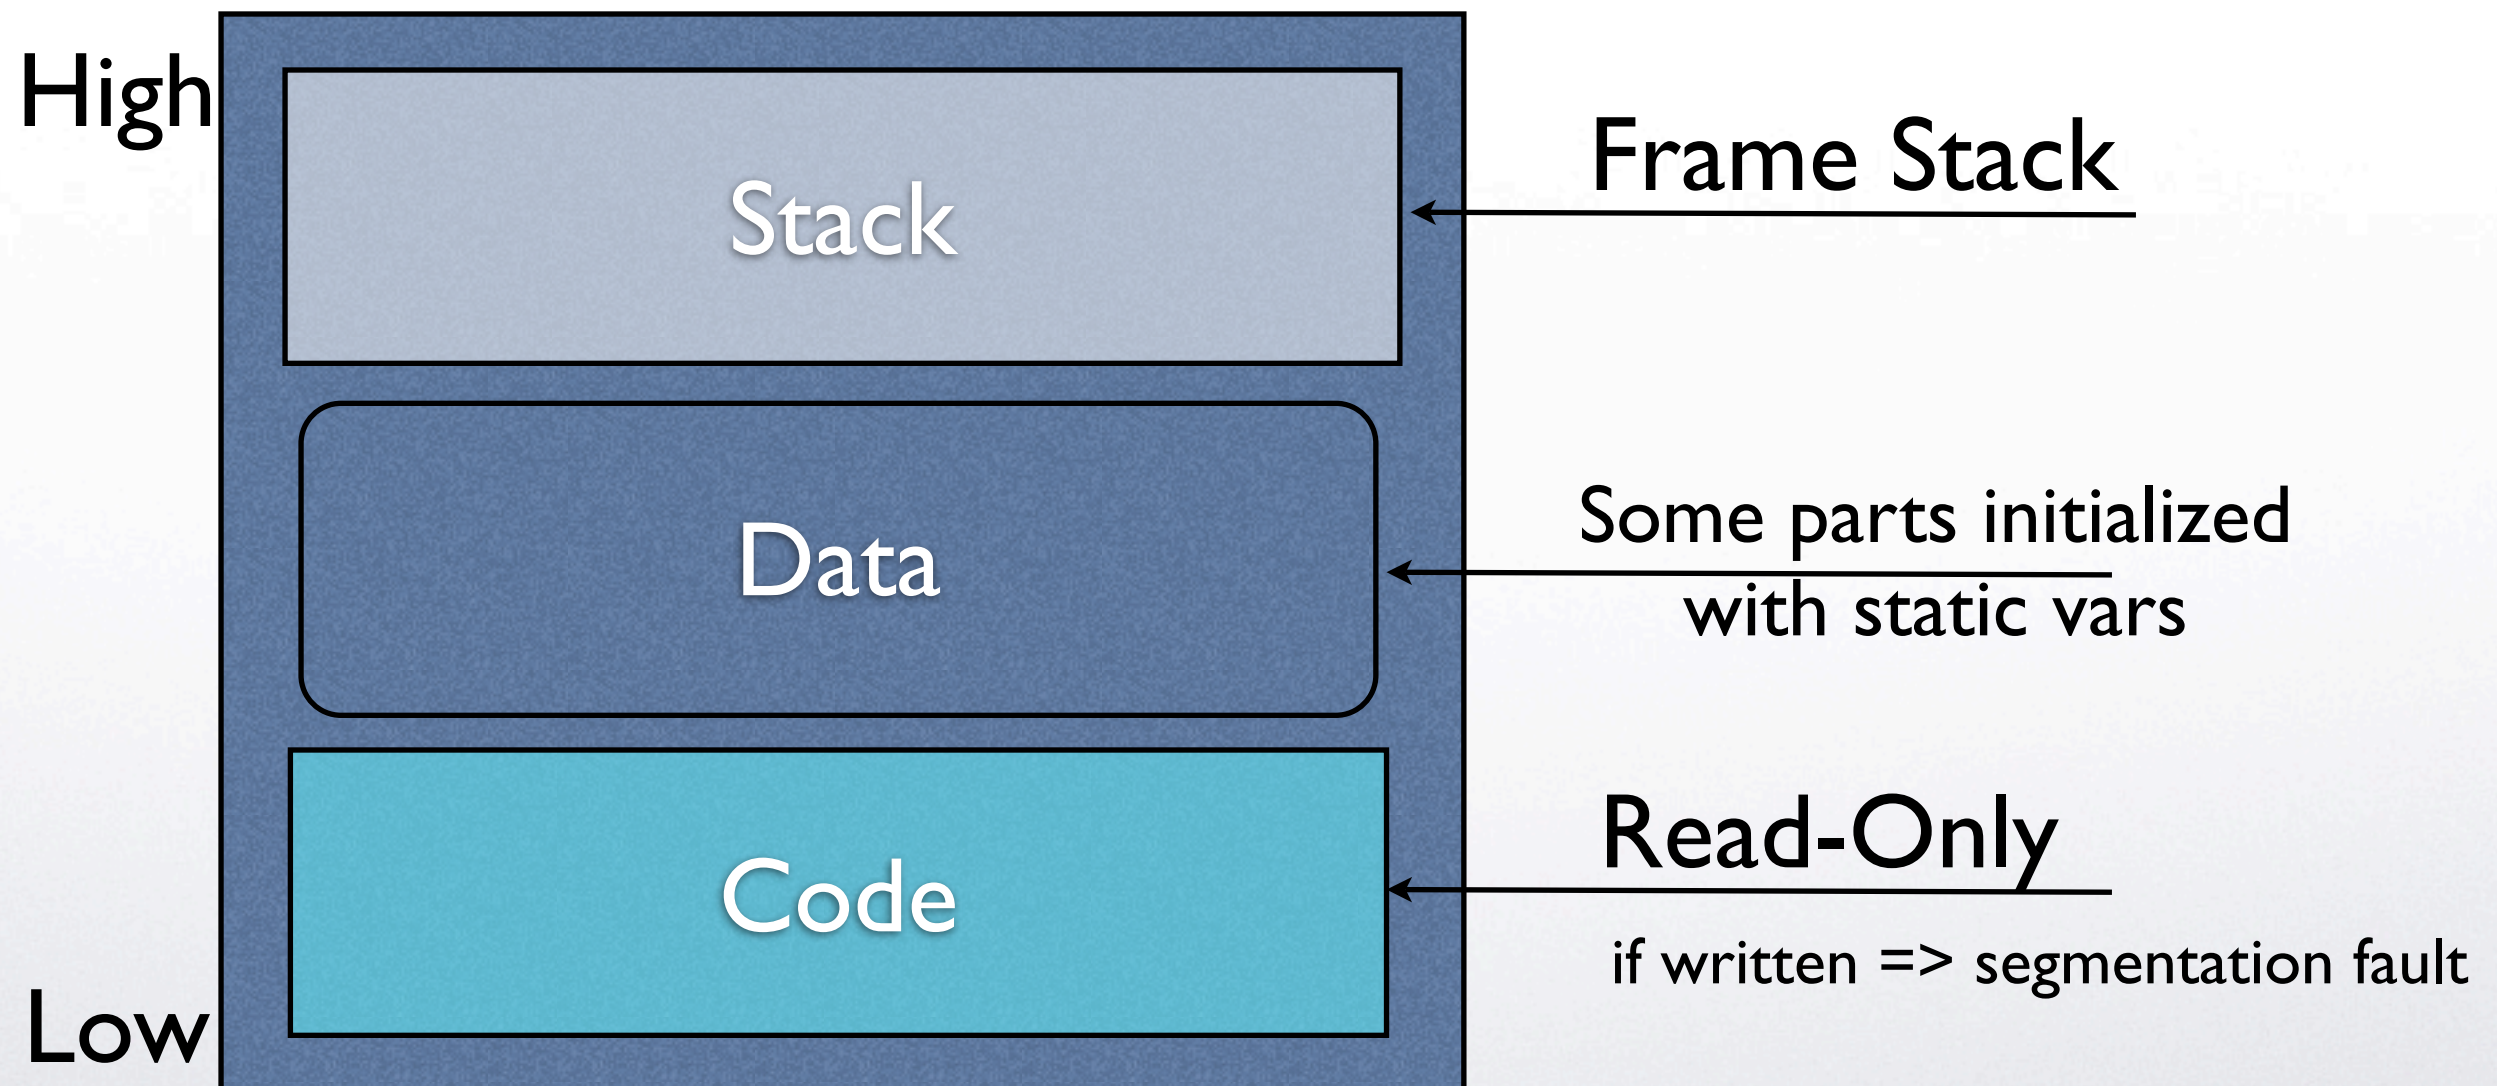 High
Stack
Frame Stack
Data
Some parts initialized
with static vars
Code
Read-Only
if written => segmentation fault
Low